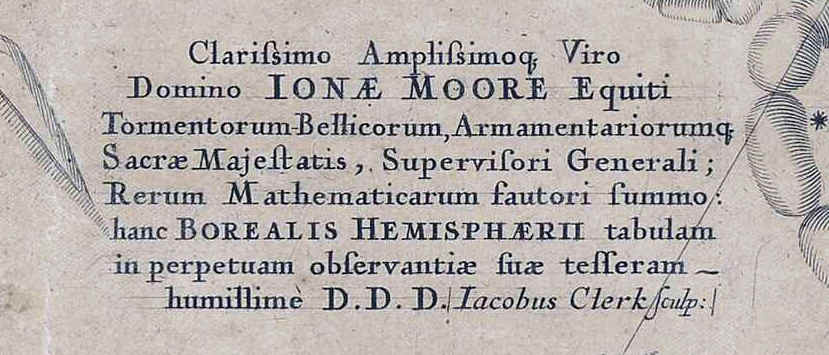 Clariſsimo Ampliſsimoq; Viro
Domino IONÆ MOORE Equiti
Tormentorum-Bellicorum, Armamentariorumq;
Sacræ Majeſtatis, Superviſori Generali;
Rerum Mathematicarum fautori ſummo:
hanc BOREALIS HEMISPHÆRII tabulam
in perpetuam obſervantiæ ſuæ teſſeram
humillimè D.D.D. Iacobus Clerk ſculp: